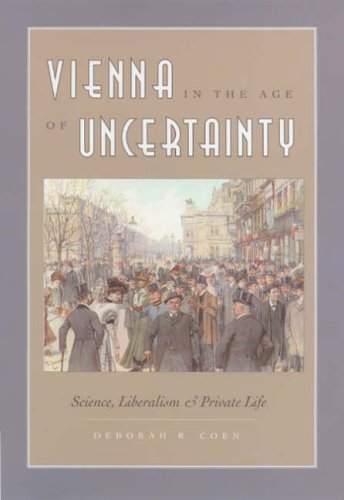 VIENNA IN THE AGE
OF UNCERTAINTY
Science, Liberalism & Private Life
DEBORAH R. COEN